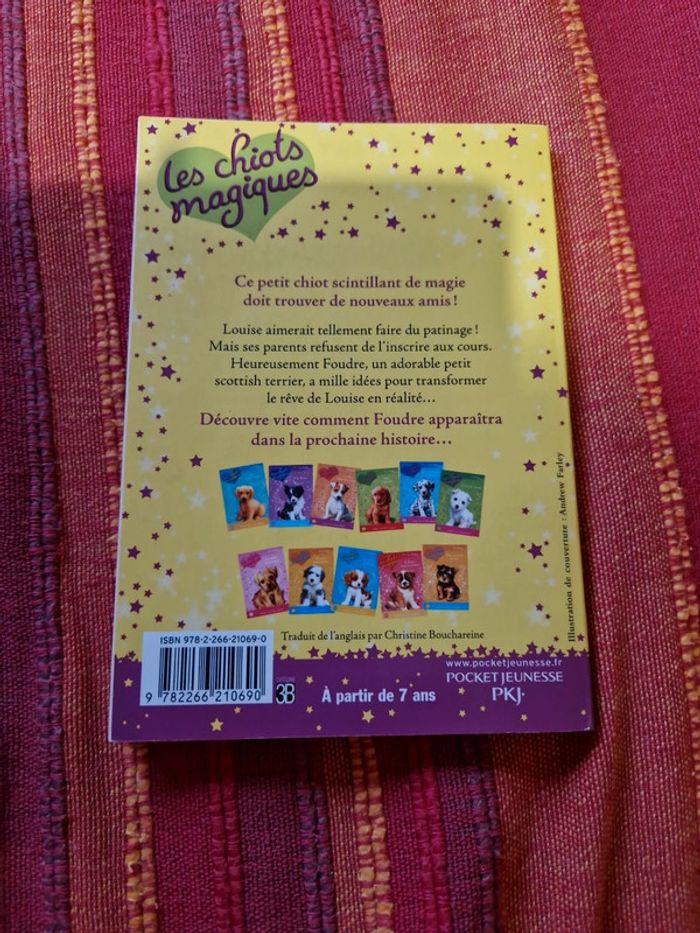 les chiots
magiques
Ce petit chiot scintillant de magie
doit trouver de nouveaux amis !
Louise aimerait tellement faire du patinage !
Mais ses parents refusent de l'inscrire aux cours.
Heureusement Foudre, un adorable petit
scottish terrier, a mille idées pour transformer
le rêve de Louise en réalité...
Découvre vite comment Foudre apparaîtra
dans la prochaine histoire...
Illustration de couverture : Andrew Farley
ISBN 978-2-266-21069-0
9 782266 210690
Traduit de l'anglais par Christine Bouchareine
3B
À partir de 7 ans
www.pocketjeunesse.fr
POCKET JEUNESSE
PKJ.